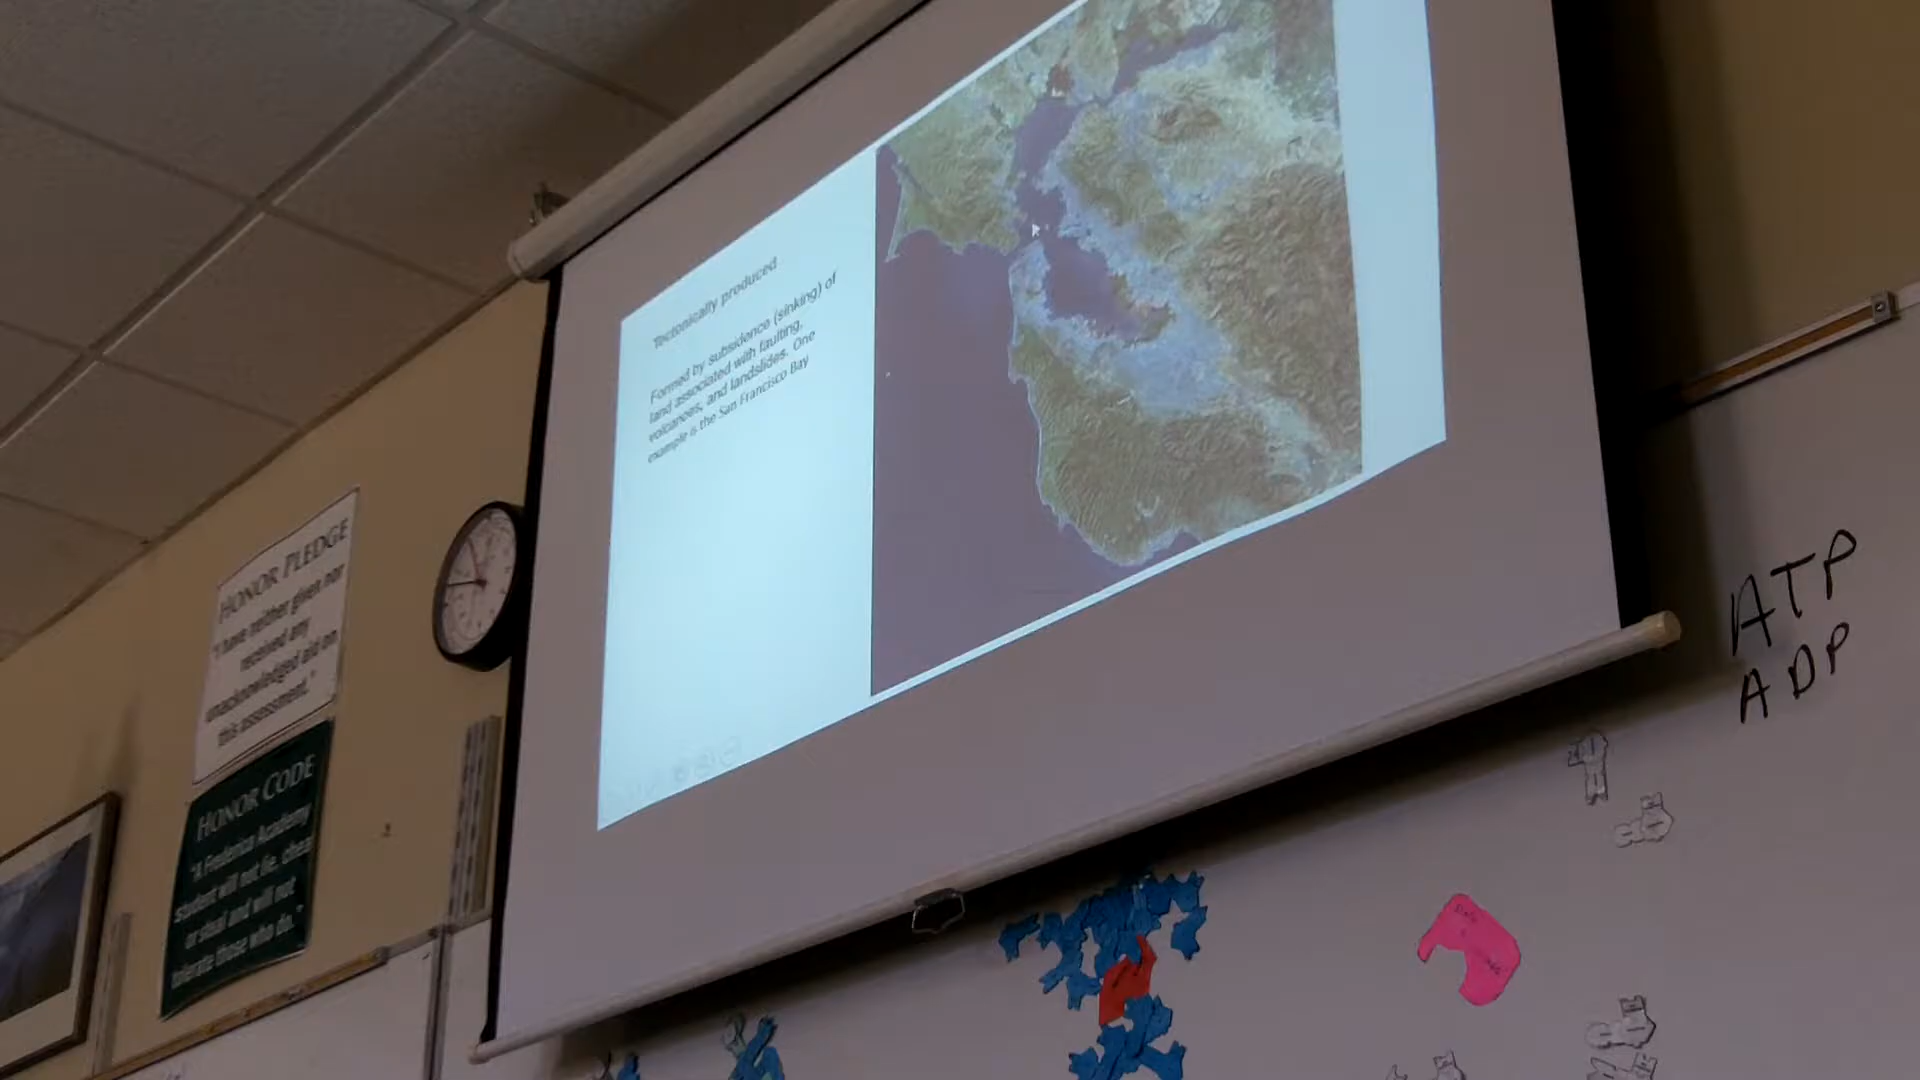 Tectonically produced
Formed by subsidence (sinking) of
land associated with faulting,
volcanoes, and landslides. One
example is the San Francisco Bay
HONOR PLEDGE
"I have neither given nor
received any
unacknowledged aid on
this assessment."
HONOR CODE
"A Frederica Academy
student will not lie, cheat
or steal and will not
tolerate those who do."
ATP
ADP